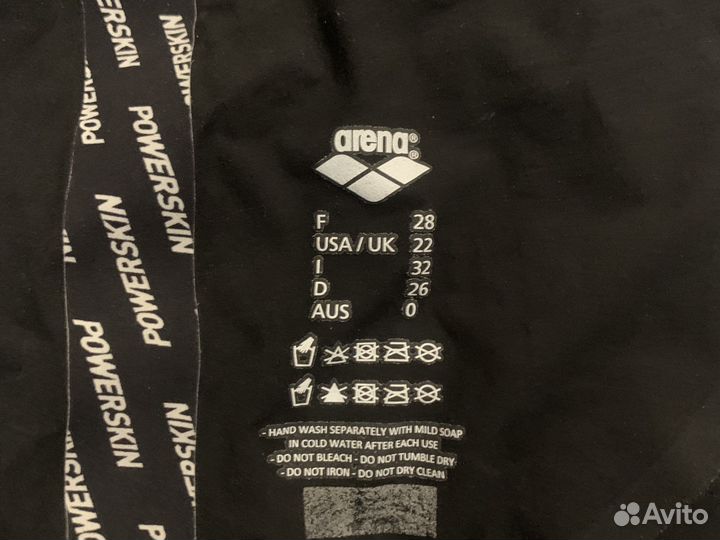 POWERSKIN
POWERSKIN
POWERSKIN
POWERSKIN
POWERSKIN
POWERSKIN
arena®
F 28
USA / UK 22
I 32
D 26
AUS 0
- HAND WASH SEPARATELY WITH MILD SOAP
IN COLD WATER AFTER EACH USE
- DO NOT BLEACH - DO NOT TUMBLE DRY
- DO NOT IRON - DO NOT DRY CLEAN
Avito